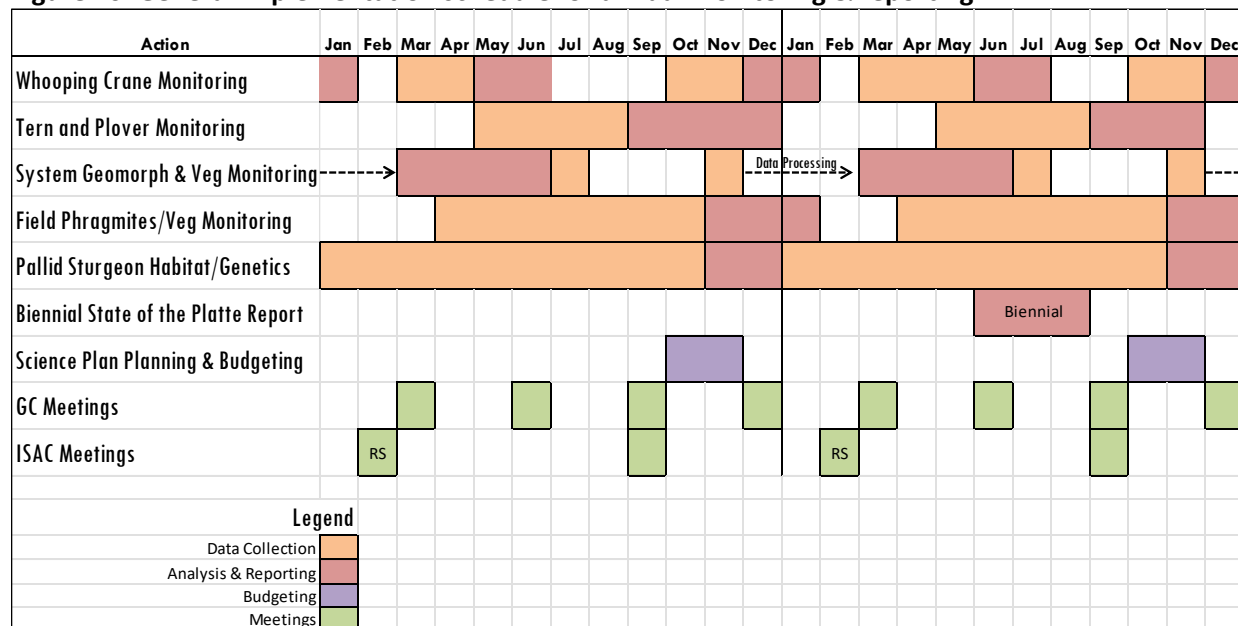 Action Jan Feb Mar Apr May Jun Jul Aug Sep Oct Nov Dec Jan Feb Mar Apr May Jun Jul Aug Sep Oct Nov Dec
Whooping Crane Monitoring
Tern and Plover Monitoring
System Geomorph & Veg Monitoring Data Processing
Field Phragmites/Veg Monitoring
Pallid Sturgeon Habitat/Genetics
Biennial State of the Platte Report Biennial
Science Plan Planning & Budgeting
GC Meetings
ISAC Meetings RS RS
Legend
Data Collection
Analysis & Reporting
Budgeting
Meetings